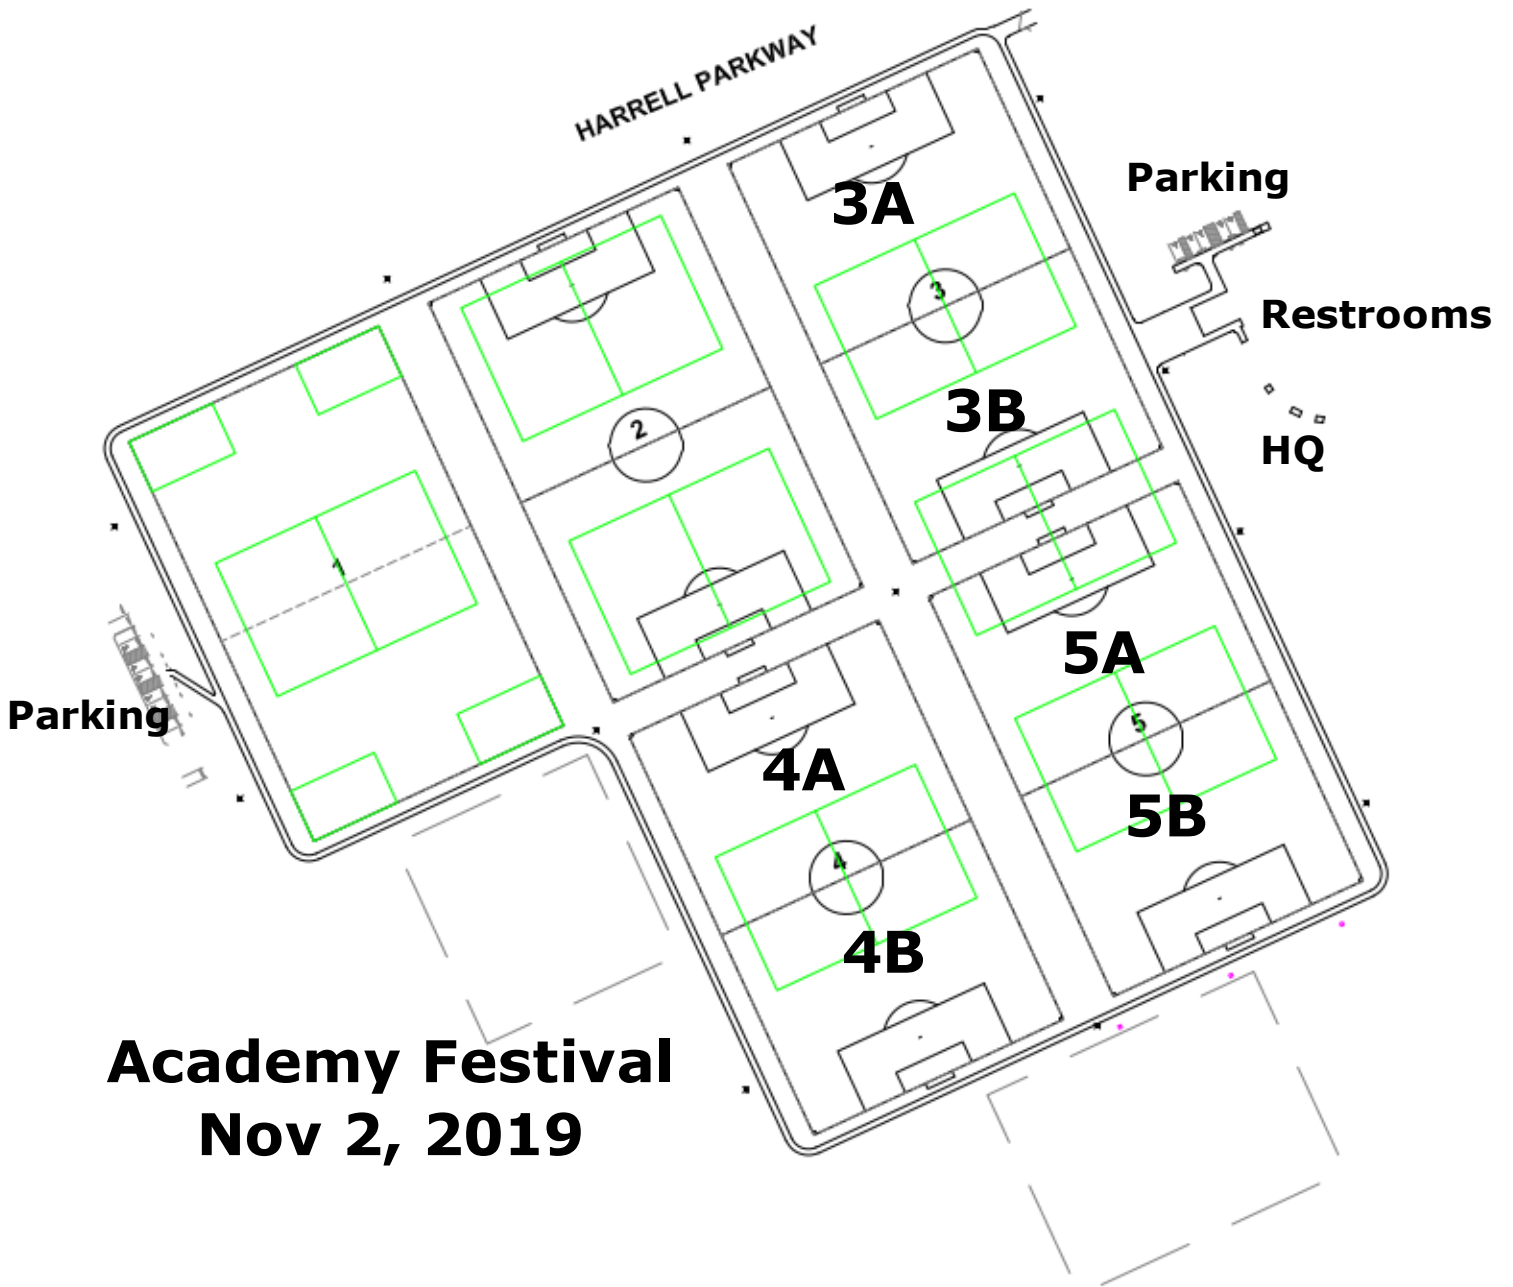 HARRELL PARKWAY
Parking
3A
3
Restrooms
3B
2
HQ
1
5A
Parking
5
4A
5B
4
4B
Academy Festival
Nov 2, 2019